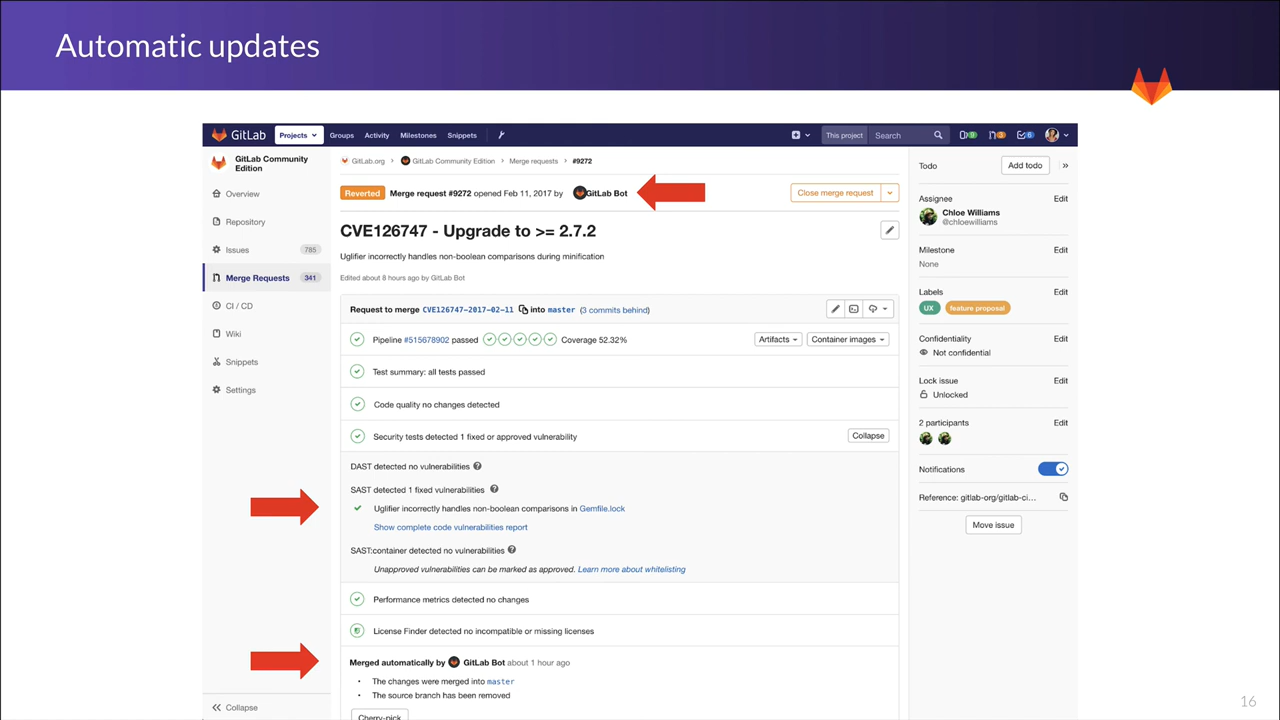 Automatic updates
GitLab Projects Groups Activity Milestones Snippets This project Search 9 3 6
GitLab Community Edition
Overview
Repository
Issues 785
Merge Requests 341
CI / CD
Wiki
Snippets
Settings
Collapse
GitLab.org > GitLab Community Edition > Merge requests > #9272
Reverted Merge request #9272 opened Feb 11, 2017 by GitLab Bot Close merge request
CVE126747 - Upgrade to >= 2.7.2
Uglifier incorrectly handles non-boolean comparisons during minification
Edited about 8 hours ago by GitLab Bot
Request to merge CVE126747-2017-02-11 into master (3 commits behind)
Pipeline #515678902 passed Coverage 52.32% Artifacts Container images
Test summary: all tests passed
Code quality no changes detected
Security tests detected 1 fixed or approved vulnerability Collapse
DAST detected no vulnerabilities ?
SAST detected 1 fixed vulnerabilities ?
Uglifier incorrectly handles non-boolean comparisons in Gemfile.lock
Show complete code vulnerabilities report
SAST:container detected no vulnerabilities ?
Unapproved vulnerabilities can be marked as approved. Learn more about whitelisting
Performance metrics detected no changes
License Finder detected no incompatible or missing licenses
Merged automatically by GitLab Bot about 1 hour ago
• The changes were merged into master
• The source branch has been removed
Cherry-pick
Todo Add todo »
Assignee Edit
Chloe Williams
@chloewilliams
Milestone Edit
None
Labels Edit
UX feature proposal
Confidentiality Edit
Not confidential
Lock issue Edit
Unlocked
2 participants Edit
Notifications
Reference: gitlab-org/gitlab-ci...
Move issue
16